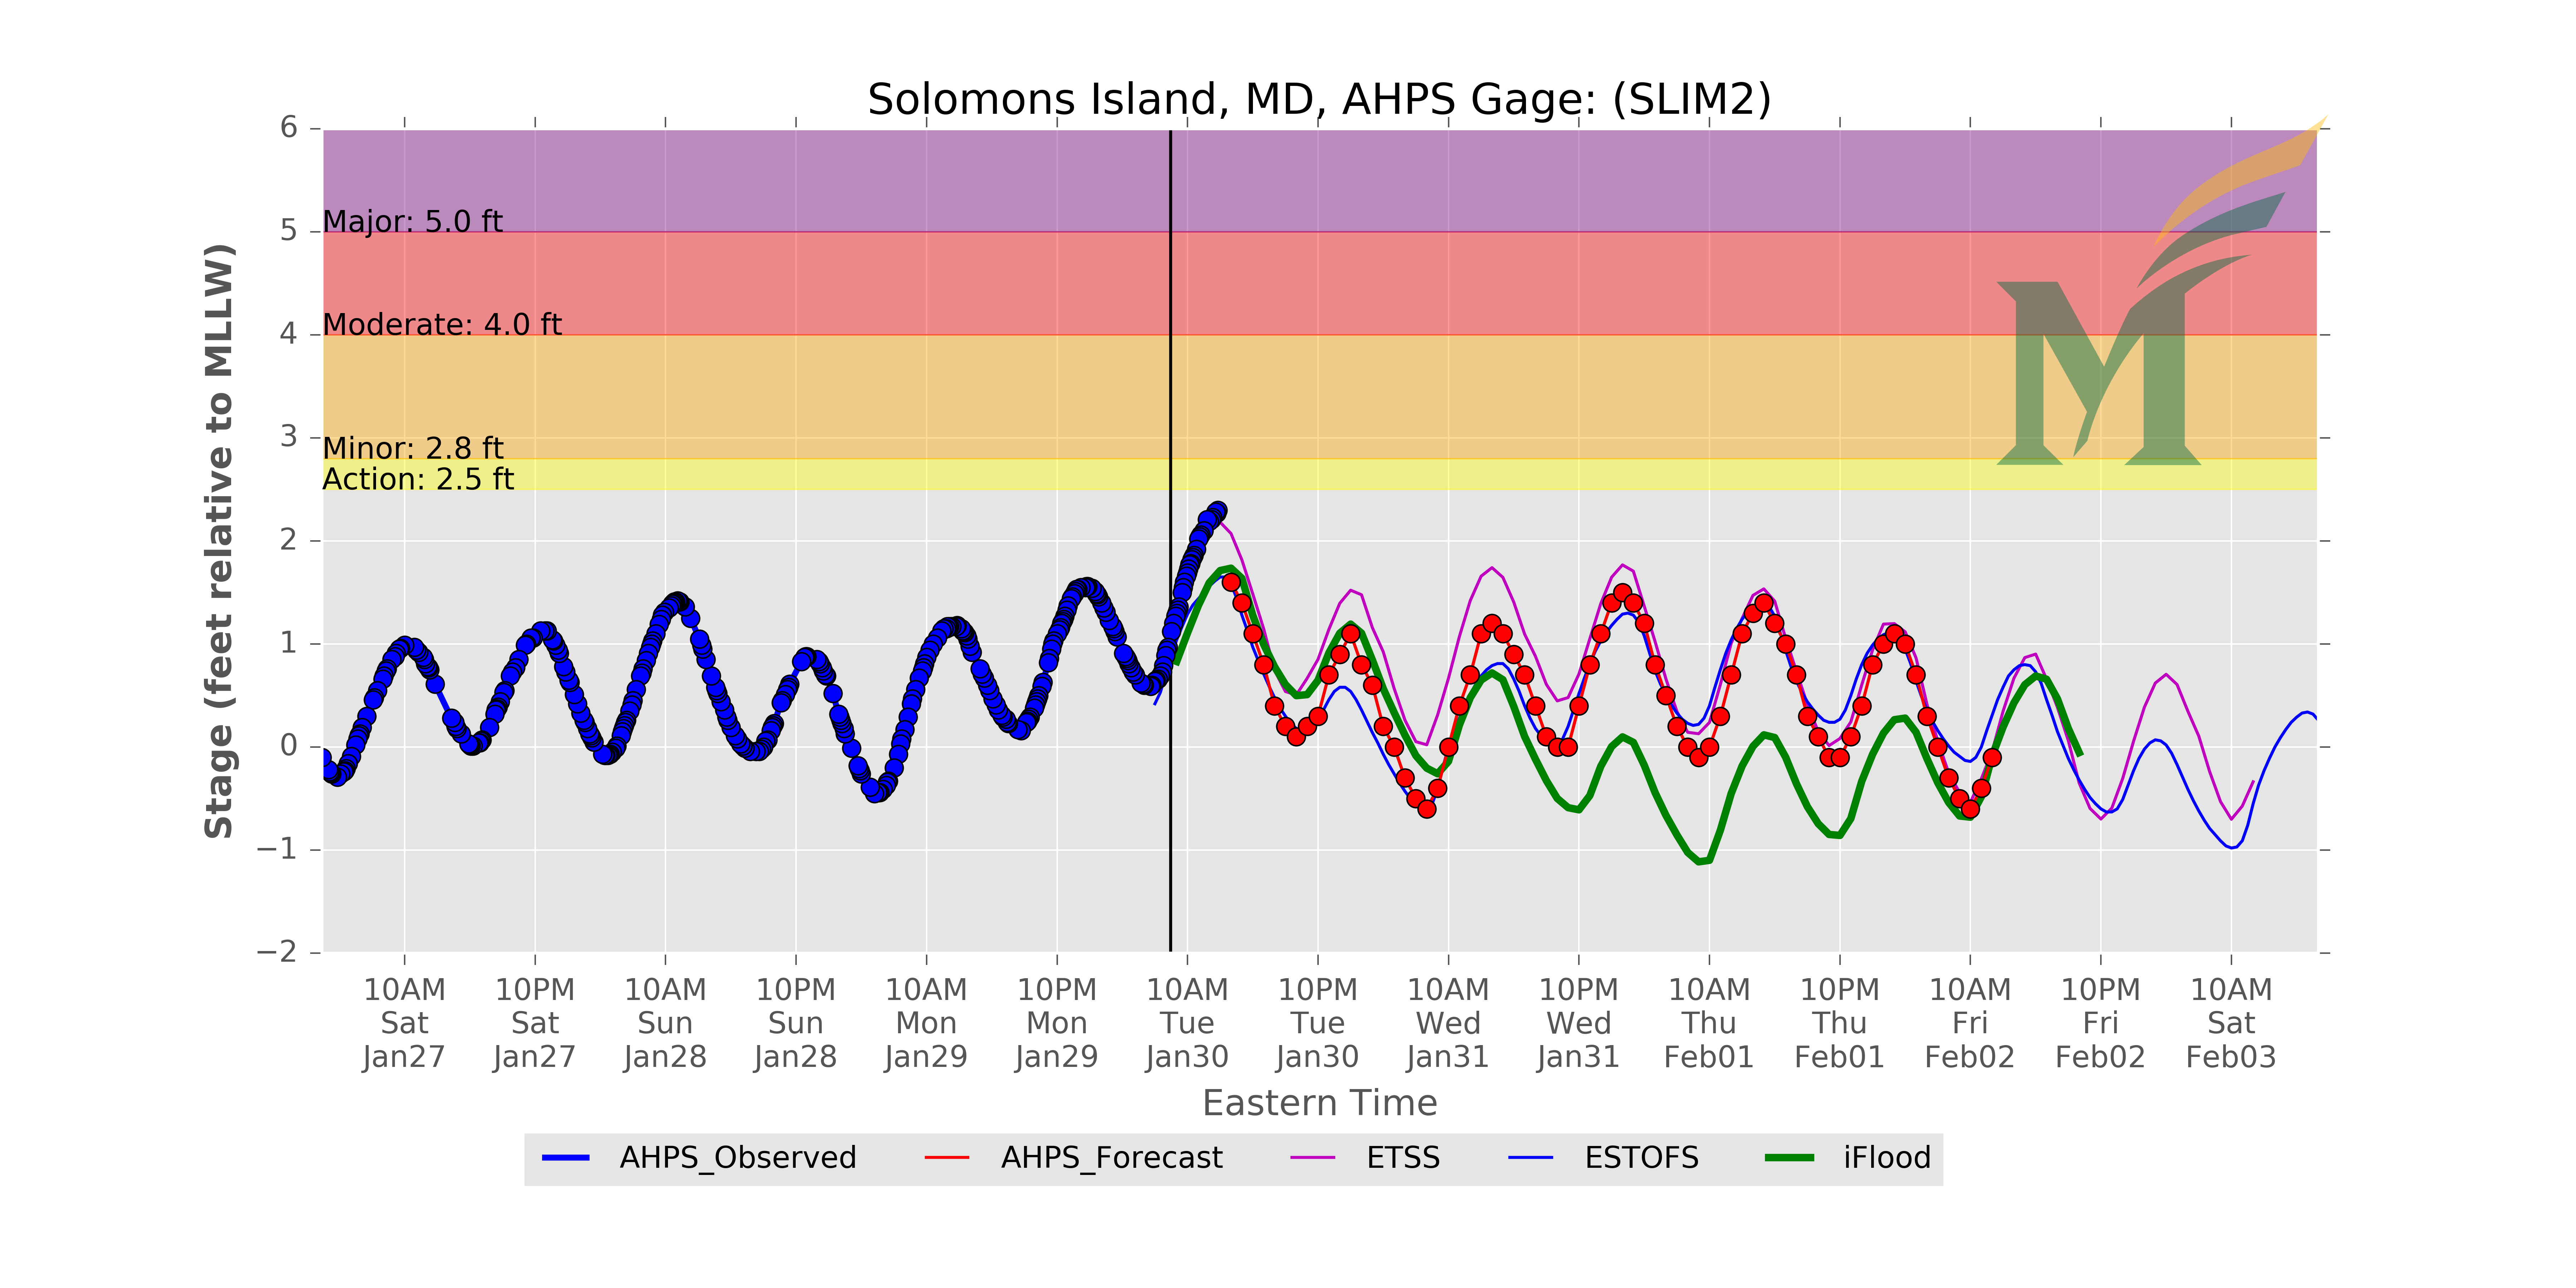 Solomons Island, MD, AHPS Gage: (SLIM2)
Stage (feet relative to MLLW)
6
5
4
3
2
1
0
−1
−2
Major: 5.0 ft
Moderate: 4.0 ft
Minor: 2.8 ft
Action: 2.5 ft
M
10AM 10PM 10AM 10PM 10AM 10PM 10AM 10PM 10AM 10PM 10AM 10PM 10AM 10PM 10AM
Sat Sat Sun Sun Mon Mon Tue Tue Wed Wed Thu Thu Fri Fri Sat
Jan27 Jan27 Jan28 Jan28 Jan29 Jan29 Jan30 Jan30 Jan31 Jan31 Feb01 Feb01 Feb02 Feb02 Feb03
Eastern Time
AHPS_Observed AHPS_Forecast ETSS ESTOFS iFlood